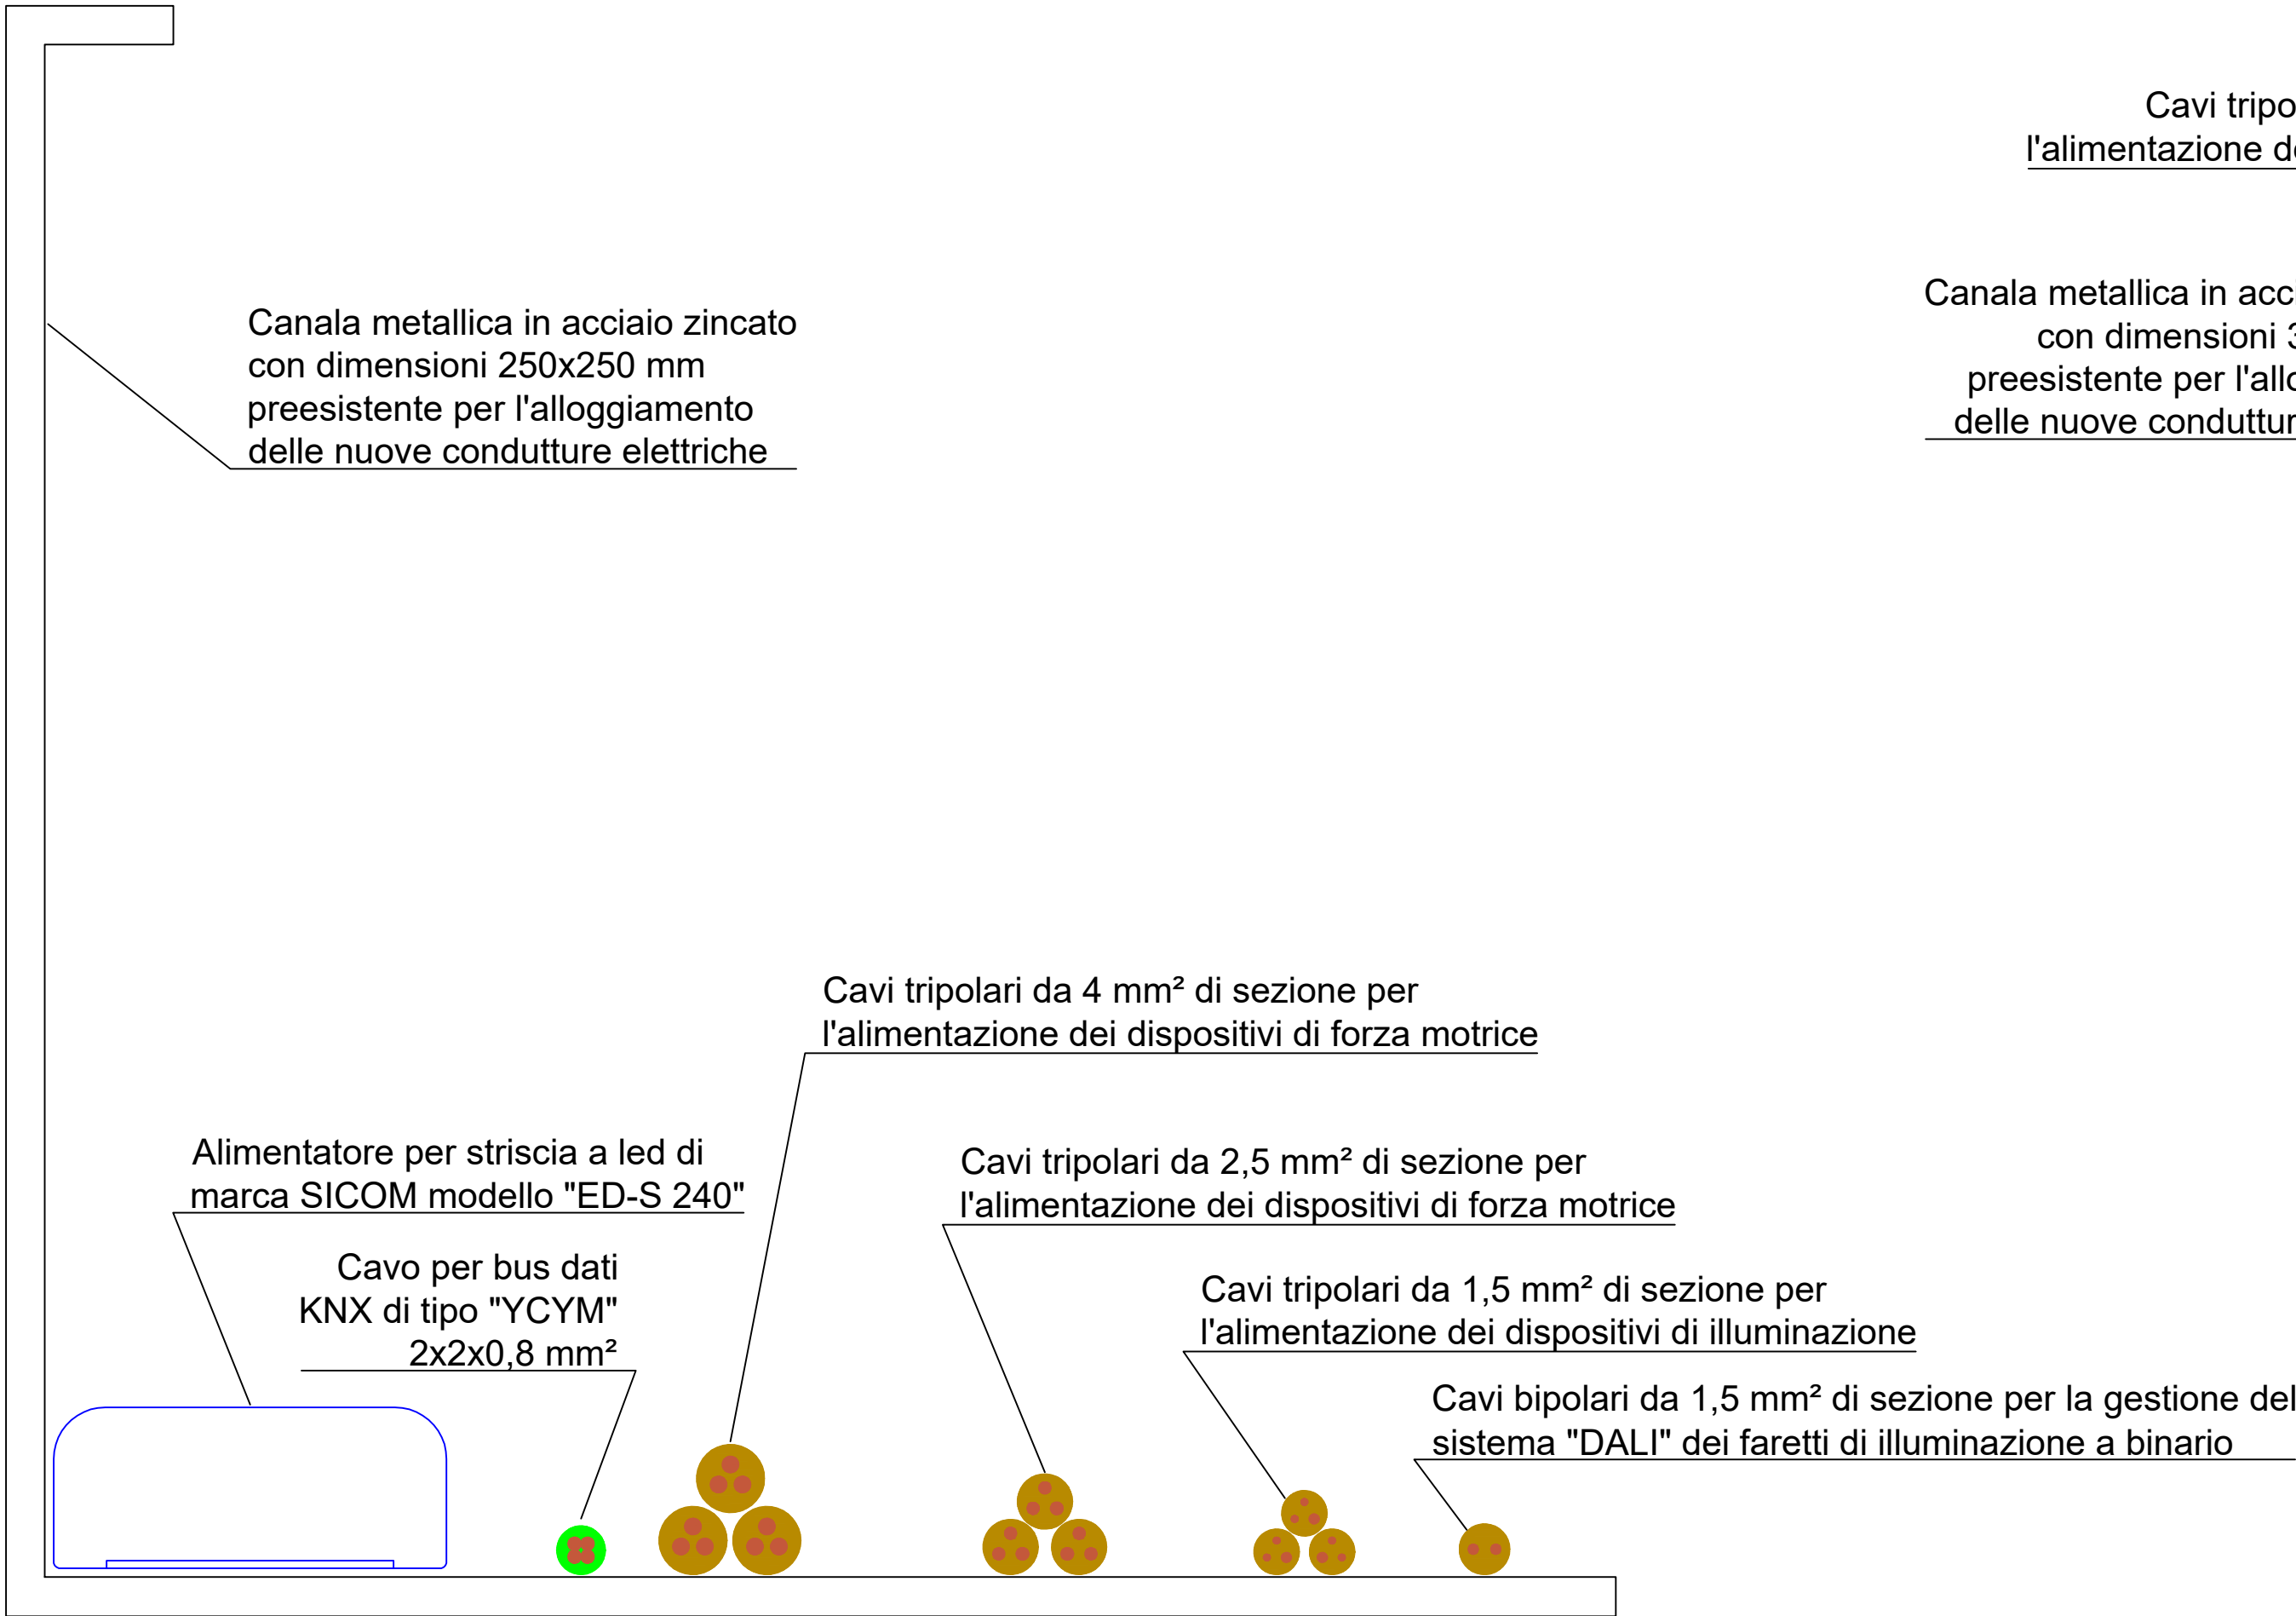 Cavi tripo
l'alimentazione de
Canala metallica in acciaio zincato
con dimensioni 250x250 mm
preesistente per l'alloggiamento
delle nuove condutture elettriche
Canala metallica in acci
con dimensioni 3
preesistente per l'allo
delle nuove conduttur
Cavi tripolari da 4 mm² di sezione per
l'alimentazione dei dispositivi di forza motrice
Alimentatore per striscia a led di
marca SICOM modello "ED-S 240"
Cavi tripolari da 2,5 mm² di sezione per
l'alimentazione dei dispositivi di forza motrice
Cavo per bus dati
KNX di tipo "YCYM"
2x2x0,8 mm²
Cavi tripolari da 1,5 mm² di sezione per
l'alimentazione dei dispositivi di illuminazione
Cavi bipolari da 1,5 mm² di sezione per la gestione del
sistema "DALI" dei faretti di illuminazione a binario